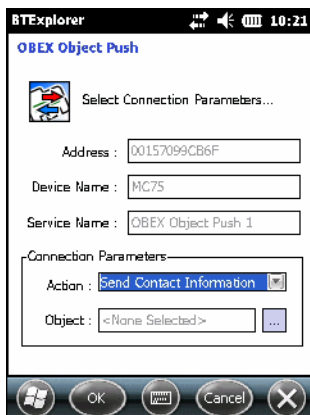 BTExplorer 10:21
OBEX Object Push
Select Connection Parameters...
Address : 00157099CB6F
Device Name : MC75
Service Name : OBEX Object Push 1
Connection Parameters
Action : Send Contact Information
Object : <None Selected> ...
OK Cancel